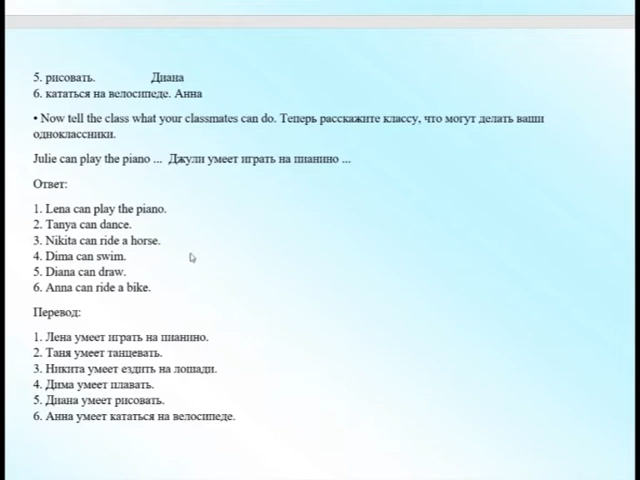 5. рисовать. Диана
6. кататься на велосипеде. Анна
• Now tell the class what your classmates can do. Теперь расскажите классу, что могут делать ваши
одноклассники.
Julie can play the piano ... Джули умеет играть на пианино ...
Ответ:
1. Lena can play the piano.
2. Tanya can dance.
3. Nikita can ride a horse.
4. Dima can swim.
5. Diana can draw.
6. Anna can ride a bike.
Перевод:
1. Лена умеет играть на пианино.
2. Таня умеет танцевать.
3. Никита умеет ездить на лошади.
4. Дима умеет плавать.
5. Диана умеет рисовать.
6. Анна умеет кататься на велосипеде.